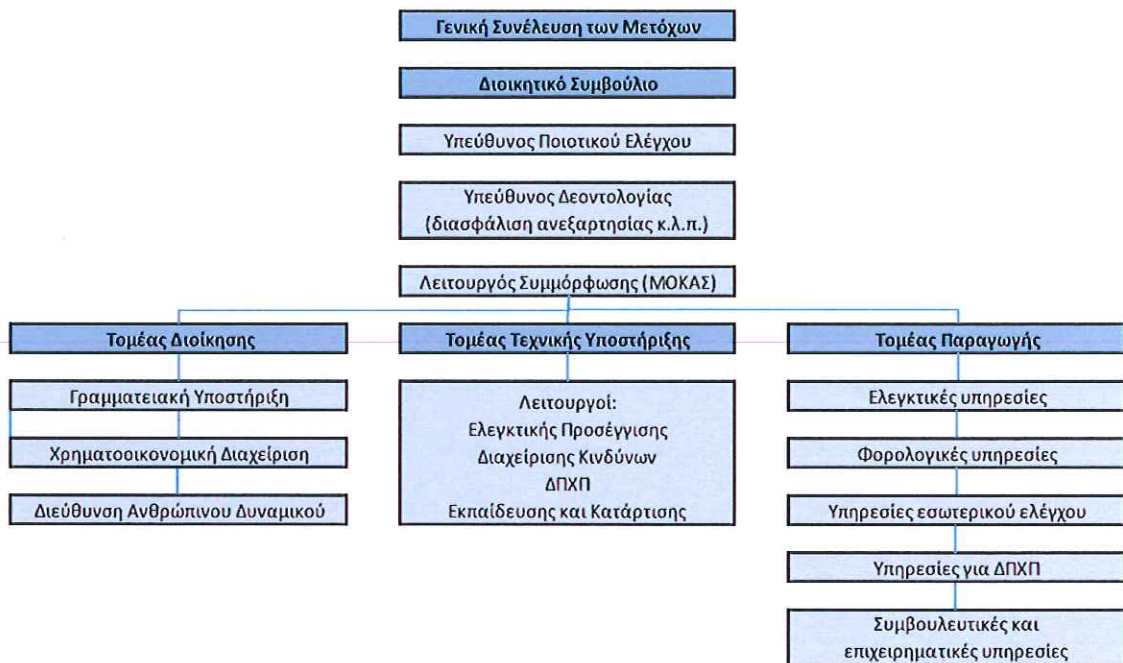 Γενική Συνέλευση των Μετόχων
Διοικητικό Συμβούλιο
Υπεύθυνος Ποιοτικού Ελέγχου
Υπεύθυνος Δεοντολογίας
(διασφάλιση ανεξαρτησίας κ.λ.π.)
Λειτουργός Συμμόρφωσης (ΜΟΚΑΣ)
Τομέας Διοίκησης
Γραμματειακή Υποστήριξη
Χρηματοοικονομική Διαχείριση
Διεύθυνση Ανθρώπινου Δυναμικού
Τομέας Τεχνικής Υποστήριξης
Λειτουργοί:
Ελεγκτικής Προσέγγισης
Διαχείρισης Κινδύνων
ΔΠΧΠ
Εκπαίδευσης και Κατάρτισης
Τομέας Παραγωγής
Ελεγκτικές υπηρεσίες
Φορολογικές υπηρεσίες
Υπηρεσίες εσωτερικού ελέγχου
Υπηρεσίες για ΔΠΧΠ
Συμβουλευτικές και
επιχειρηματικές υπηρεσίες